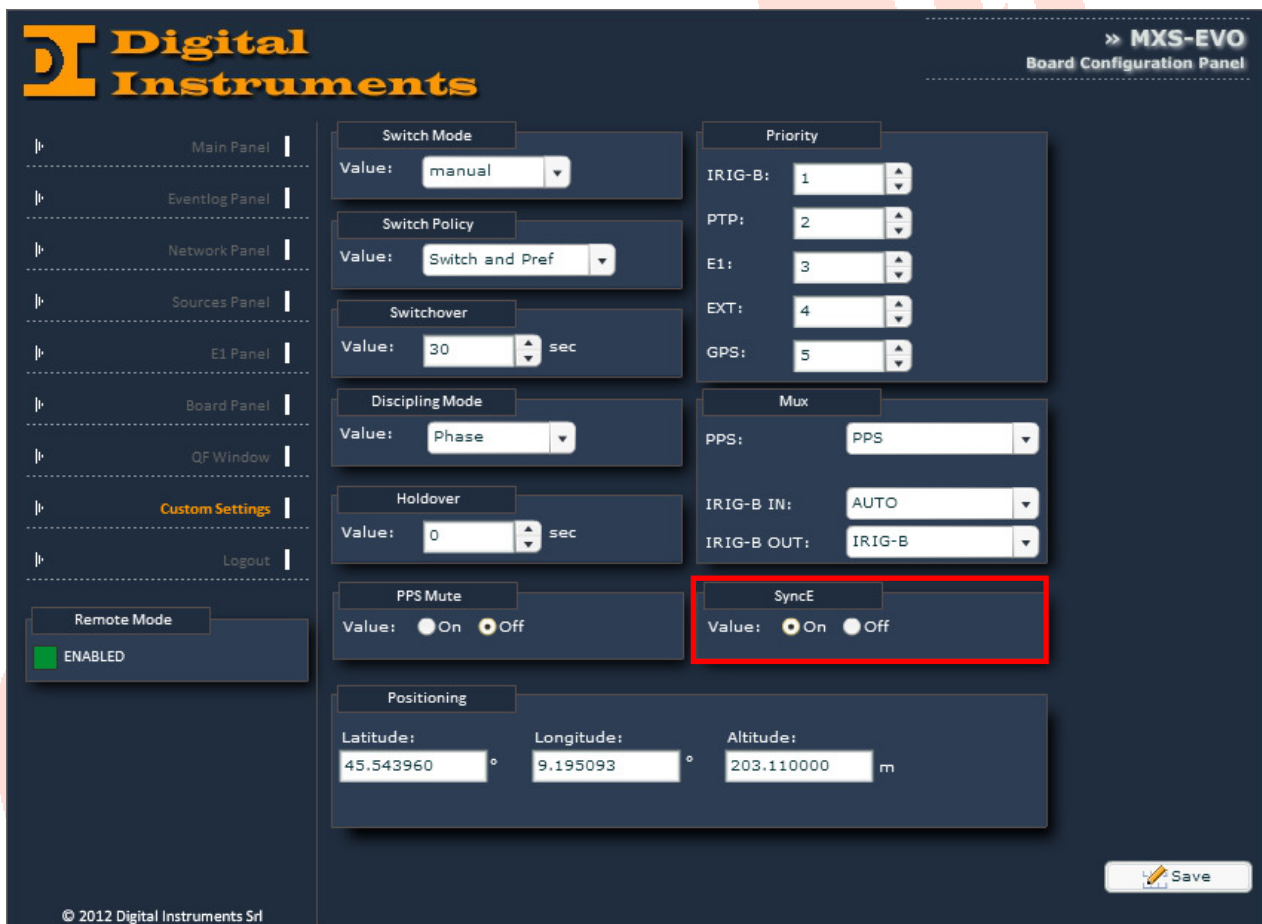 Digital
Instruments
» MXS-EVO
Board Configuration Panel
Main Panel
Eventlog Panel
Network Panel
Sources Panel
E1 Panel
Board Panel
QF Window
Custom Settings
Logout
Remote Mode
ENABLED
© 2012 Digital Instruments Srl
Switch Mode
Value: manual
Switch Policy
Value: Switch and Pref
Switchover
Value: 30 sec
Discipling Mode
Value: Phase
Holdover
Value: 0 sec
PPS Mute
Value: On Off
Priority
IRIG-B: 1
PTP: 2
E1: 3
EXT: 4
GPS: 5
Mux
PPS: PPS
IRIG-B IN: AUTO
IRIG-B OUT: IRIG-B
SyncE
Value: On Off
Positioning
Latitude: Longitude: Altitude:
45.543960 ° 9.195093 ° 203.110000 m
Save